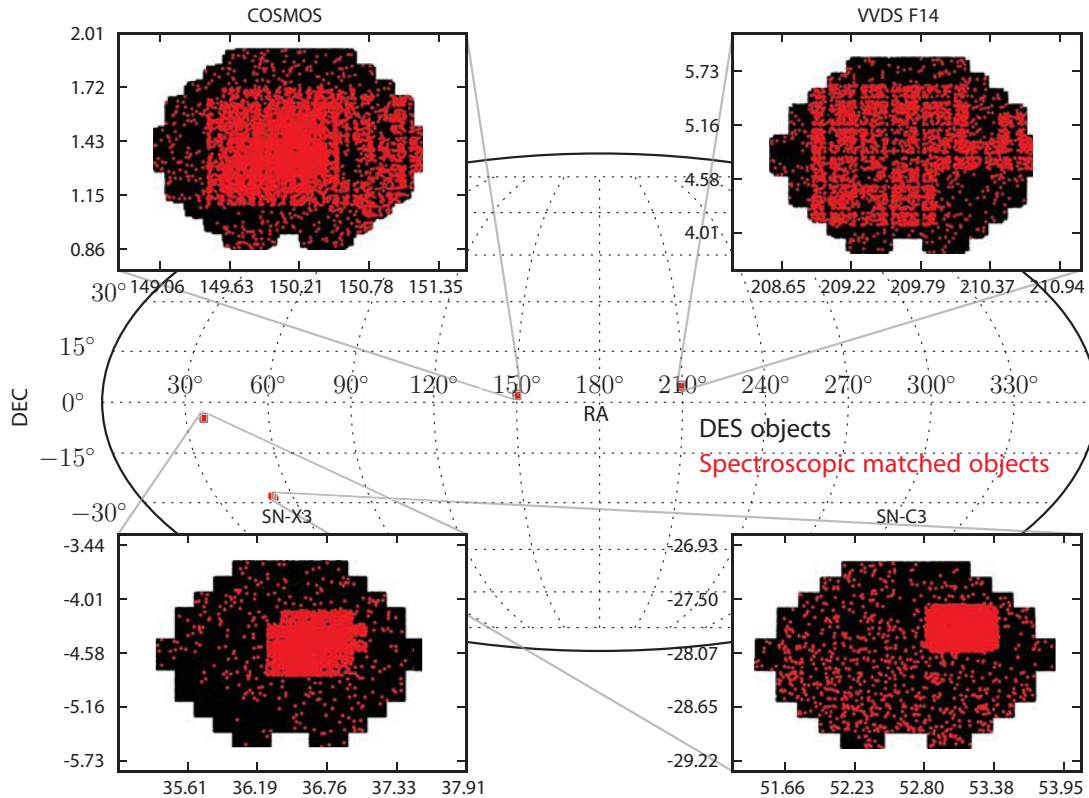 COSMOS
VVDS F14
2.01
1.72
1.43
1.15
0.86
149.06 149.63 150.21 150.78 151.35
5.73
5.16
4.58
4.01
208.65 209.22 209.79 210.37 210.94
30°
15°
0°
−15°
−30°
DEC
30° 60° 90° 120° 150° 180° 210° 240° 270° 300° 330°
RA
DES objects
Spectroscopic matched objects
SN-X3
SN-C3
-3.44
-4.01
-4.58
-5.16
-5.73
35.61 36.19 36.76 37.33 37.91
-26.93
-27.50
-28.07
-28.65
-29.22
51.66 52.23 52.80 53.38 53.95